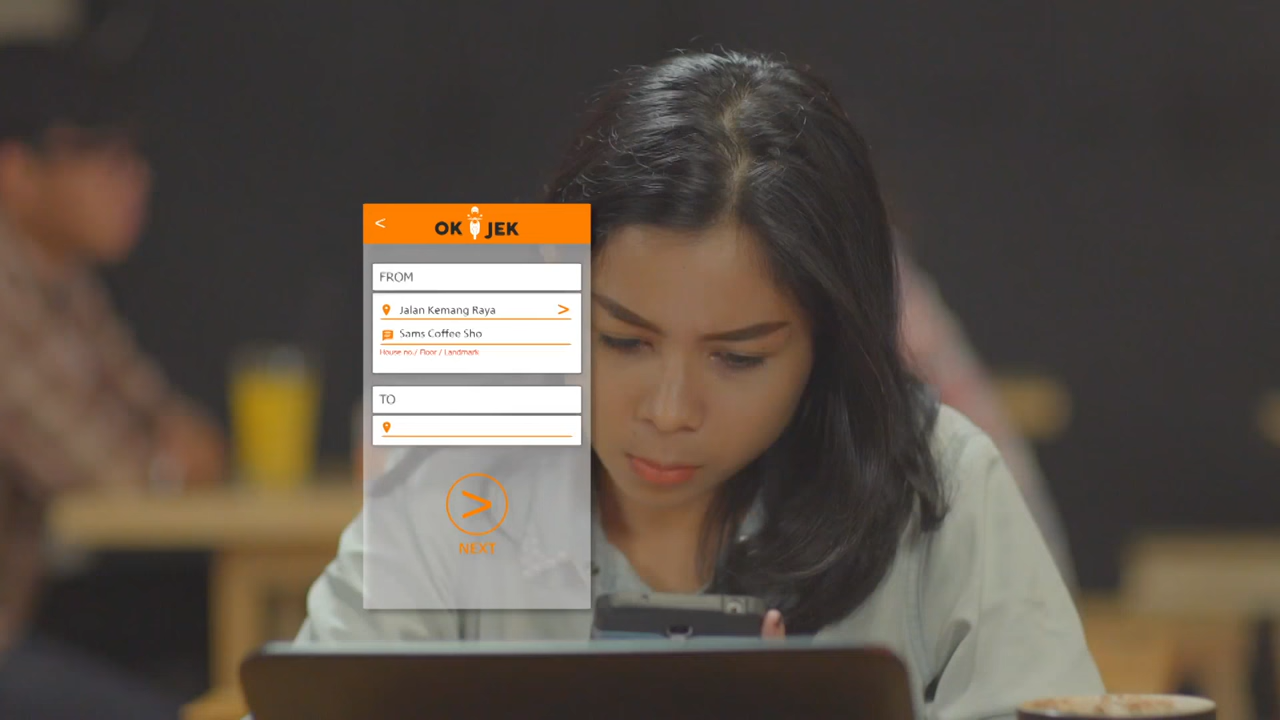 <
OK JEK
FROM
Jalan Kemang Raya >
Sams Coffee Sho
House no./ Floor / Landmark
TO
>
NEXT